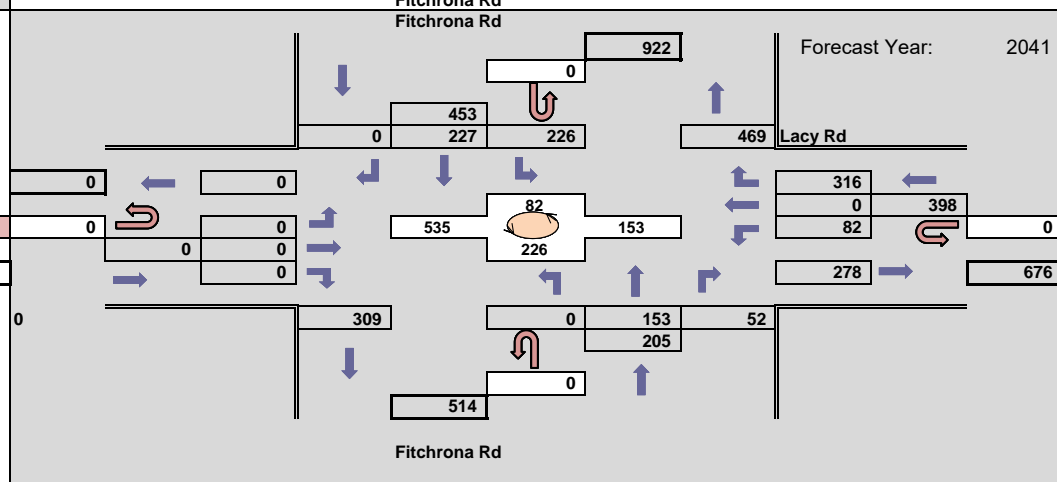 Fitchrona Rd
Fitchrona Rd
922
Forecast Year: 2041
0
453
0 227 226 469 Lacy Rd
0 0 316
82 0 398
0 0 535 153 82 0
0 0 226
0 278 676
0 309 0 153 52
205
0
514
Fitchrona Rd